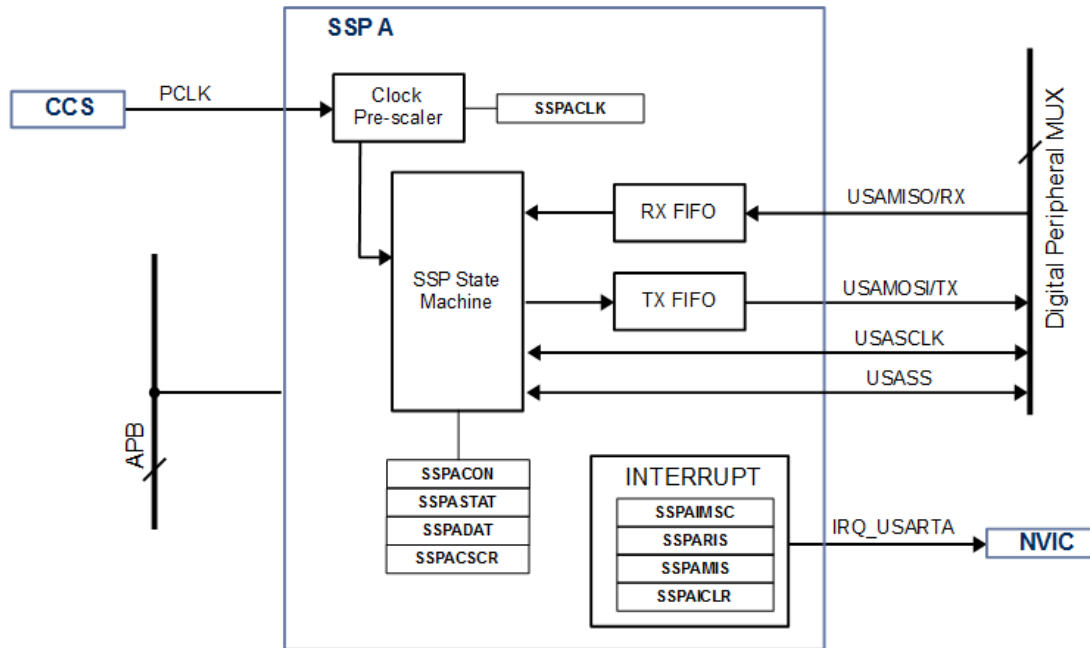 SSP A
CCS
PCLK
Clock
Pre-scaler
SSPACLK
SSP State
Machine
RX FIFO
TX FIFO
USAMISO/RX
USAMOSI/TX
USASCLK
USASS
Digital Peripheral MUX
APB
SSPACON
SSPASTAT
SSPADAT
SSPACSCR
INTERRUPT
SSPAIMSC
SSPARIS
SSPAMIS
SSPAICLR
IRQ_USARTA
NVIC